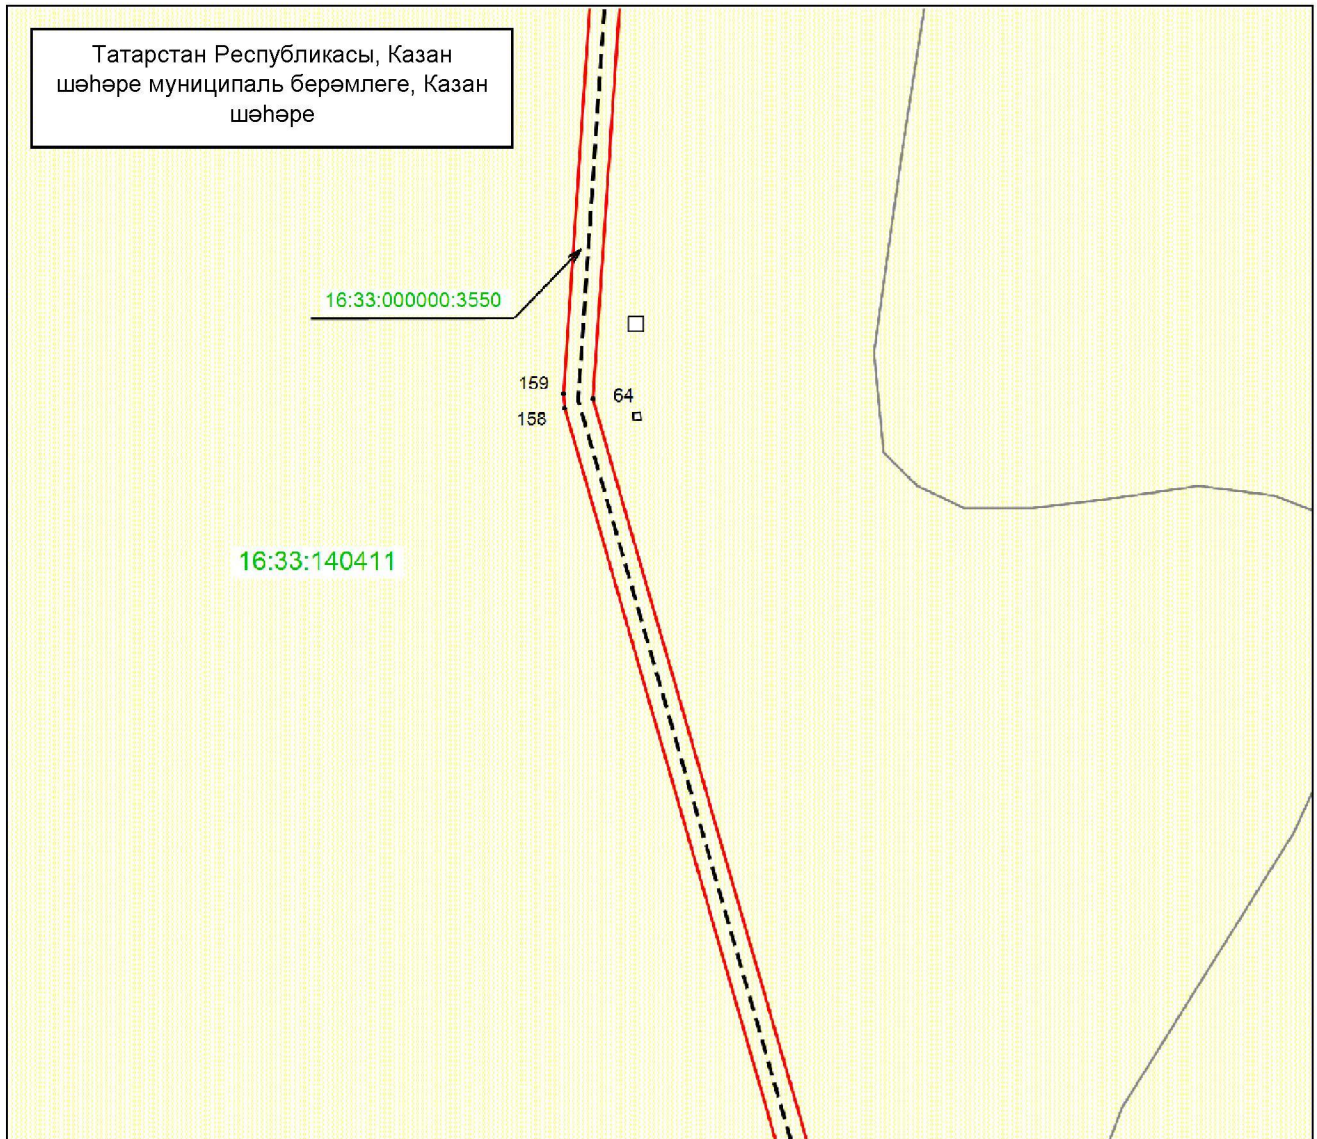 Татарстан Республикасы, Казан
шәһәре муниципаль берәмлеге, Казан
шәһәре
16:33:000000:3550
159
64
158
16:33:140411